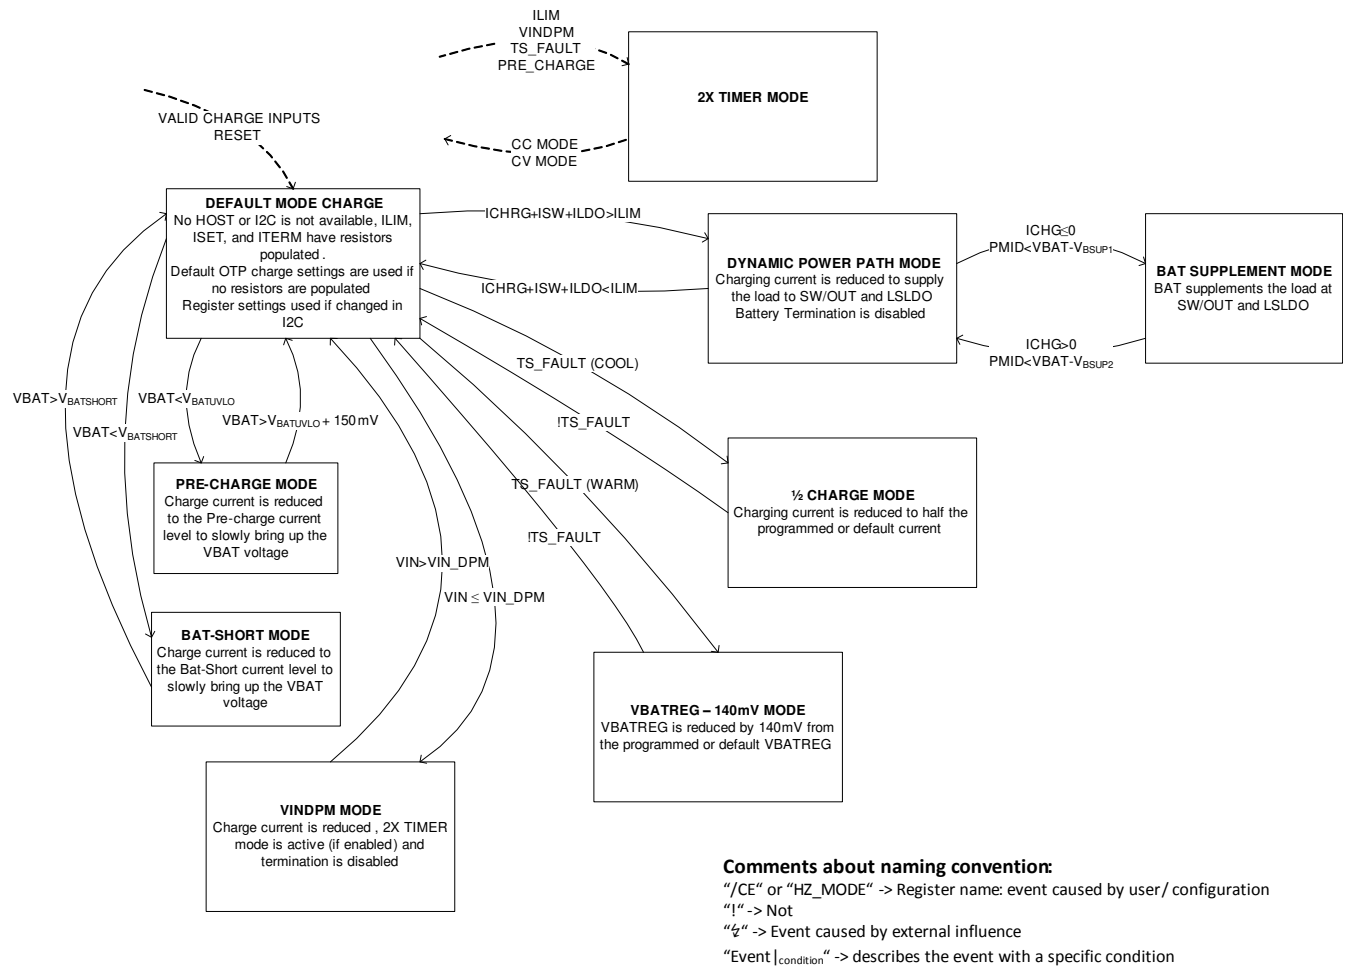 ILIM
VINDPM
TS_FAULT
PRE_CHARGE
2X TIMER MODE
VALID CHARGE INPUTS
RESET
CC MODE
CV MODE
DEFAULT MODE CHARGE
No HOST or I2C is not available, ILIM,
ISET, and ITERM have resistors
populated .
Default OTP charge settings are used if
no resistors are populated
Register settings used if changed in
I2C
ICHRG+ISW+ILDO>ILIM
ICHRG+ISW+ILDO<ILIM
DYNAMIC POWER PATH MODE
Charging current is reduced to supply
the load to SW/OUT and LSLDO
Battery Termination is disabled
ICHG≤0
PMID<VBAT-VBSUP1
ICHG>0
PMID<VBAT-VBSUP2
BAT SUPPLEMENT MODE
BAT supplements the load at
SW/OUT and LSLDO
TS_FAULT (COOL)
!TS_FAULT
VBAT>VBATSHORT
VBAT<VBATUVLO
VBAT>VBATUVLO + 150mV
VBAT<VBATSHORT
PRE-CHARGE MODE
Charge current is reduced
to the Pre-charge current
level to slowly bring up the
VBAT voltage
TS_FAULT (WARM)
!TS_FAULT
½ CHARGE MODE
Charging current is reduced to half the
programmed or default current
VIN>VIN_DPM
VIN ≤ VIN_DPM
BAT-SHORT MODE
Charge current is reduced to
the Bat-Short current level to
slowly bring up the VBAT
voltage
VBATREG – 140mV MODE
VBATREG is reduced by 140mV from
the programmed or default VBATREG
VINDPM MODE
Charge current is reduced , 2X TIMER
mode is active (if enabled) and
termination is disabled
Comments about naming convention:
“/CE“ or “HZ_MODE“ -> Register name: event caused by user/ configuration
“!“ -> Not
“↯“ -> Event caused by external influence
“Event|condition“ -> describes the event with a specific condition